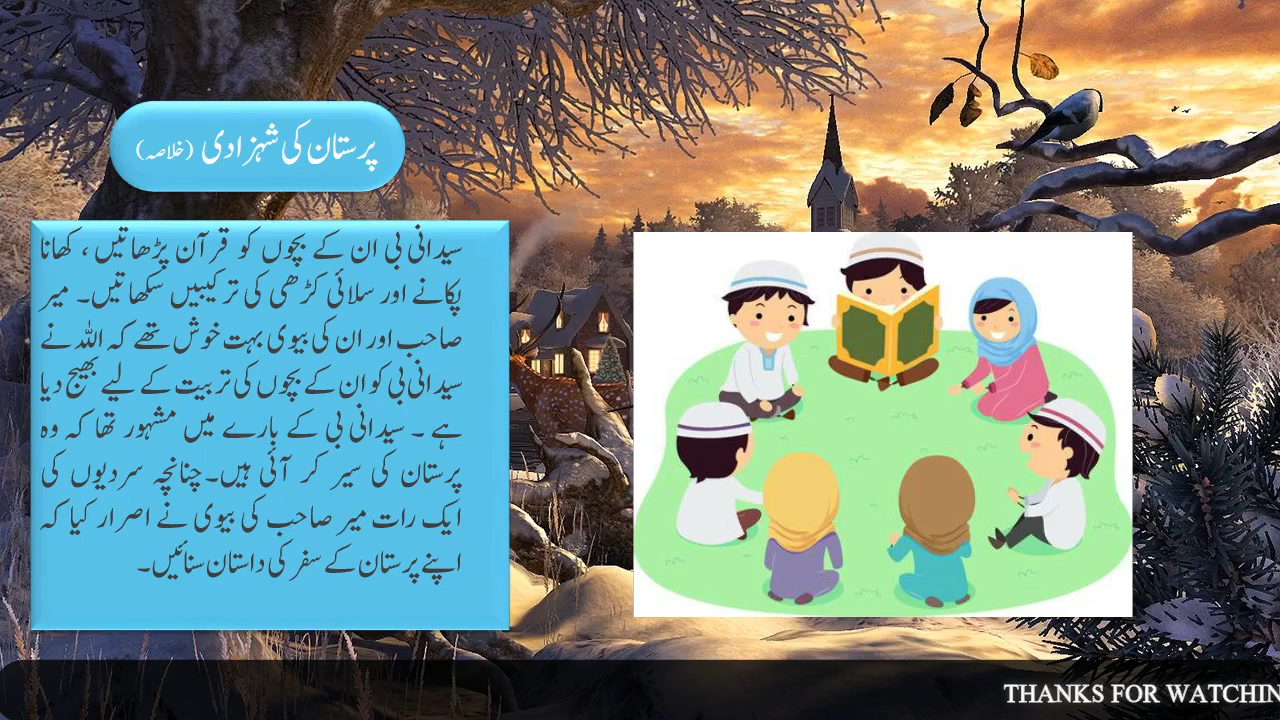 پرستان کی شہزادی (خلاصہ)
سیدانی بی ان کے بچوں کو قرآن پڑھاتیں ، کھانا
پکانے اور سلائی کڑھی کی ترکیبیں سکھاتیں۔ میر
صاحب اور ان کی بیوی بہت خوش تھے کہ اللہ نے
سیدانی بی کو ان کے بچوں کی تربیت کے لیے بھیج دیا
ہے ۔ سیدانی بی کے بارے میں مشہور تھا کہ وہ
پرستان کی سیر کر آئی ہیں۔ چنانچہ سردیوں کی
ایک رات میر صاحب کی بیوی نے اصرار کیا کہ
اپنے پرستان کے سفر کی داستان سنائیں۔
THANKS FOR WATCHIN